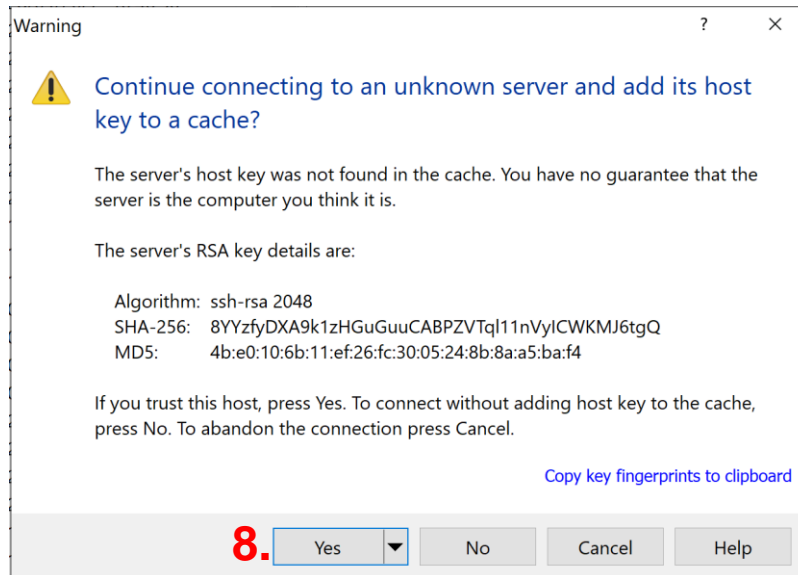 Warning
?
Continue connecting to an unknown server and add its host
key to a cache?
The server's host key was not found in the cache. You have no guarantee that the
server is the computer you think it is.
The server's RSA key details are:
Algorithm: ssh-rsa 2048
SHA-256: 8YYzfyDXA9k1zHGuGuuCABPZVTql11nVyICWKMJ6tgQ
MD5: 4b:e0:10:6b:11:ef:26:fc:30:05:24:8b:8a:a5:ba:f4
If you trust this host, press Yes. To connect without adding host key to the cache,
press No. To abandon the connection press Cancel.
Copy key fingerprints to clipboard
8. Yes No Cancel Help